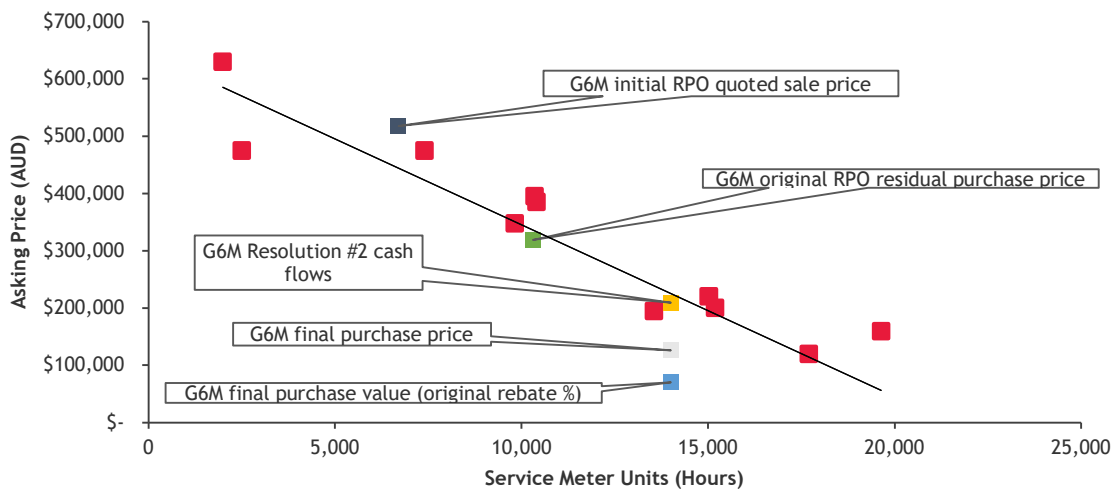 $700,000
$600,000
$500,000
$400,000
$300,000
$200,000
$100,000
$-
Asking Price (AUD)
G6M initial RPO quoted sale price
G6M original RPO residual purchase price
G6M Resolution #2 cash
flows
G6M final purchase price
G6M final purchase value (original rebate %)
0
5,000
10,000
15,000
20,000
25,000
Service Meter Units (Hours)